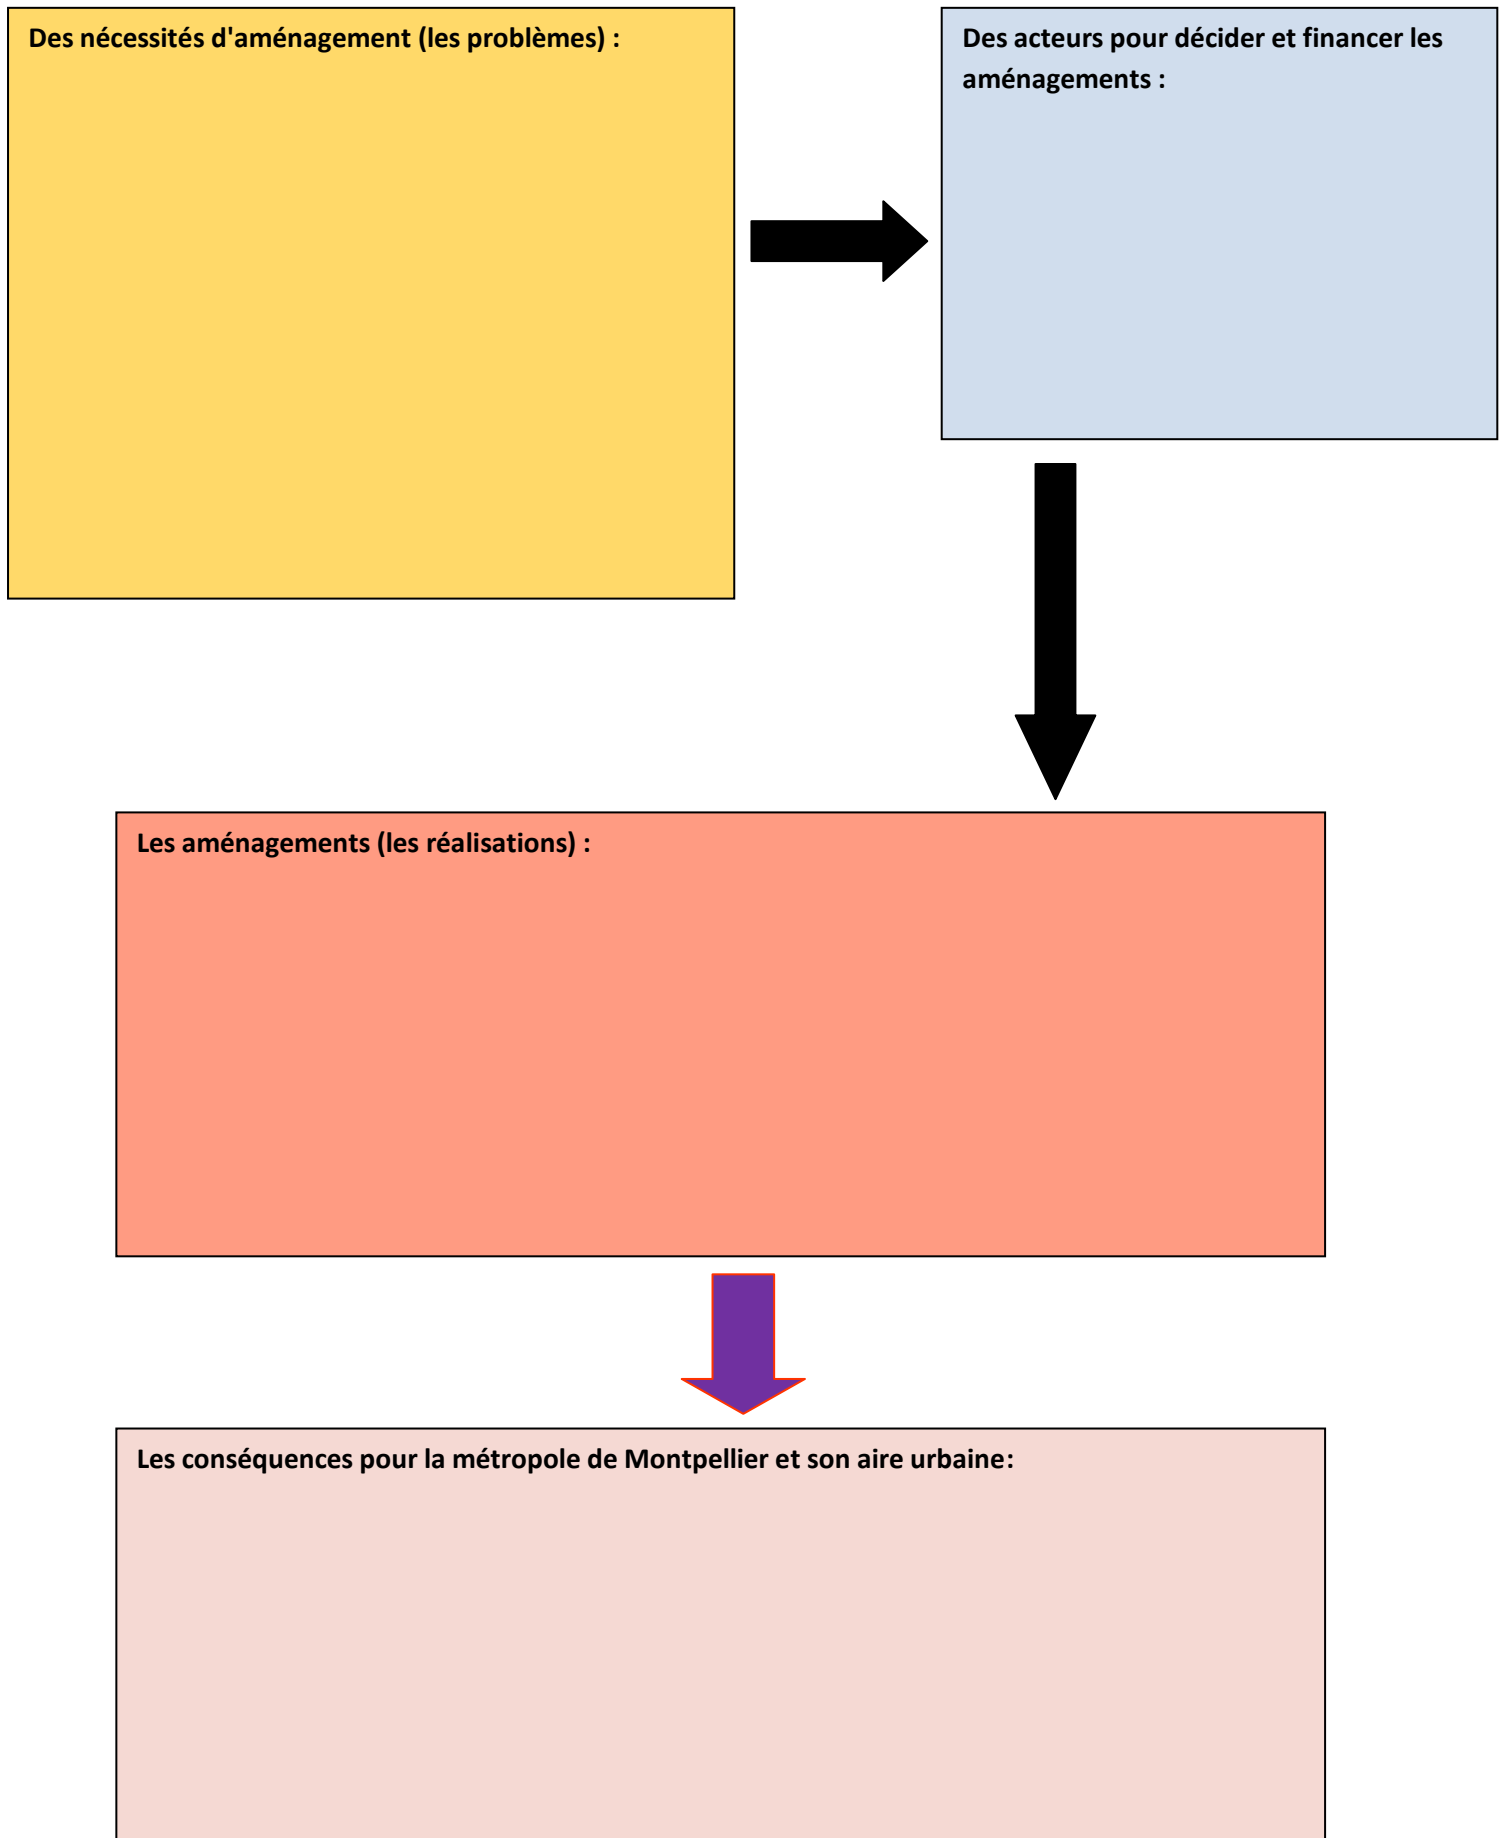 Des nécessités d'aménagement (les problèmes) :
Des acteurs pour décider et financer les
aménagements :
Les aménagements (les réalisations) :
Les conséquences pour la métropole de Montpellier et son aire urbaine: